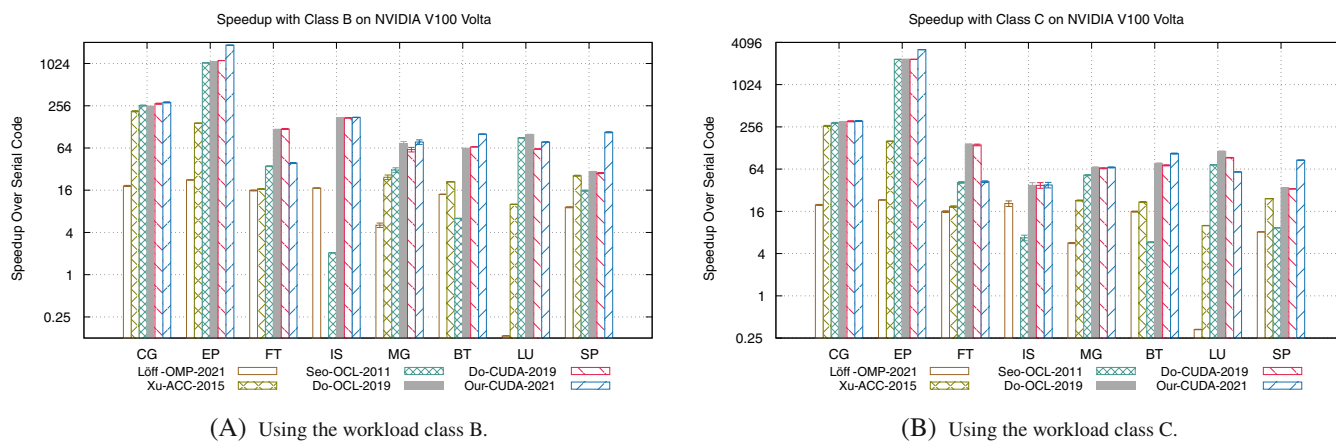 Speedup with Class B on NVIDIA V100 Volta
Speedup Over Serial Code
1024
256
64
16
4
1
0.25
CG EP FT IS MG BT LU SP
Löff -OMP-2021 Seo-OCL-2011 Do-CUDA-2019
Xu-ACC-2015 Do-OCL-2019 Our-CUDA-2021
(A) Using the workload class B.
Speedup with Class C on NVIDIA V100 Volta
Speedup Over Serial Code
4096
1024
256
64
16
4
1
0.25
CG EP FT IS MG BT LU SP
Löff -OMP-2021 Seo-OCL-2011 Do-CUDA-2019
Xu-ACC-2015 Do-OCL-2019 Our-CUDA-2021
(B) Using the workload class C.